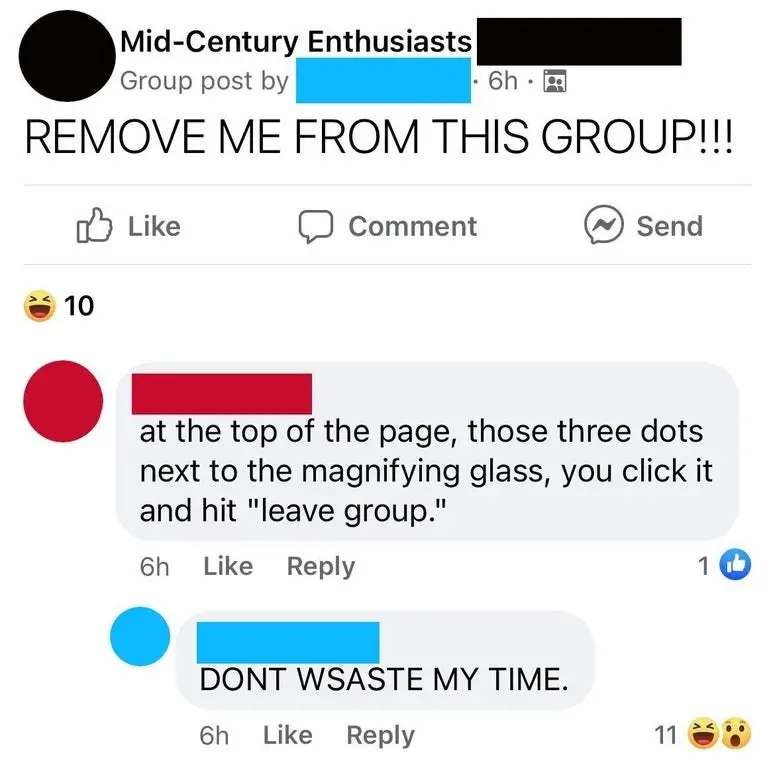 Mid-Century Enthusiasts
Group post by · 6h ·
REMOVE ME FROM THIS GROUP!!!
Like Comment Send
10
at the top of the page, those three dots
next to the magnifying glass, you click it
and hit "leave group."
6h Like Reply 1
DONT WSASTE MY TIME.
6h Like Reply 11